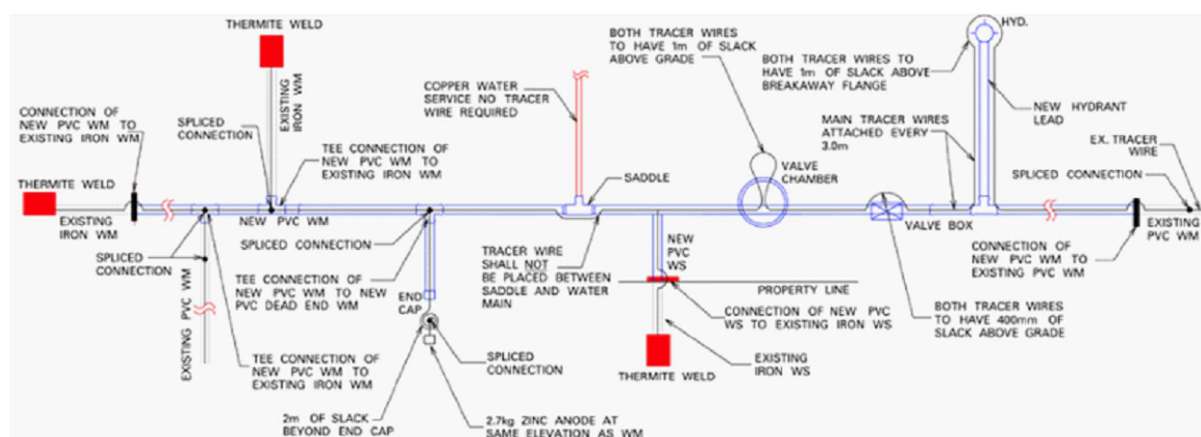 THERMITE WELD
CONNECTION OF
NEW PVC WM TO
EXISTING IRON WM
SPLICED
CONNECTION
EXISTING
IRON WM
TEE CONNECTION OF
NEW PVC WM TO
EXISTING IRON WM
THERMITE WELD
EXISTING
IRON WM
SPLICED
CONNECTION
EXISTING PVC WM
NEW PVC WM
SPLICED CONNECTION
TEE CONNECTION OF
NEW PVC WM TO NEW
PVC DEAD END WM
TEE CONNECTION OF
NEW PVC WM TO
EXISTING IRON WM
END
CAP
SPLICED
CONNECTION
2m OF SLACK
BEYOND END CAP
2.7kg ZINC ANODE AT
SAME ELEVATION AS WM
COPPER WATER
SERVICE NO TRACER
WIRE REQUIRED
SADDLE
TRACER WIRE
SHALL NOT
BE PLACED BETWEEN
SADDLE AND WATER
MAIN
BOTH TRACER WIRES
TO HAVE 1m OF SLACK
ABOVE GRADE
VALVE
CHAMBER
NEW
PVC
WS
PROPERTY LINE
CONNECTION OF NEW PVC
WS TO EXISTING IRON WS
EXISTING
IRON WS
THERMITE WELD
HYD.
BOTH TRACER WIRES TO
HAVE 1m OF SLACK ABOVE
BREAKAWAY FLANGE
NEW HYDRANT
LEAD
MAIN TRACER WIRES
ATTACHED EVERY
3.0m
VALVE BOX
BOTH TRACER WIRES
TO HAVE 400mm OF
SLACK ABOVE GRADE
EX. TRACER
WIRE
SPLICED CONNECTION
EXISTING
PVC WM
CONNECTION OF
NEW PVC WM TO
EXISTING PVC WM